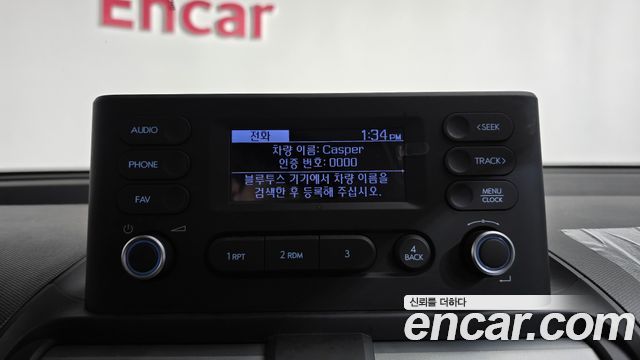 Encar
AUDIO
PHONE
FAV
전화 1:34 PM
차량 이름: Casper
인증 번호: 0000
블루투스 기기에서 차량 이름을
검색한 후 등록해 주십시오.
<SEEK
TRACK>
MENU
CLOCK
1 RPT
2 RDM
3
4
BACK
신뢰를 더하다
encar.com